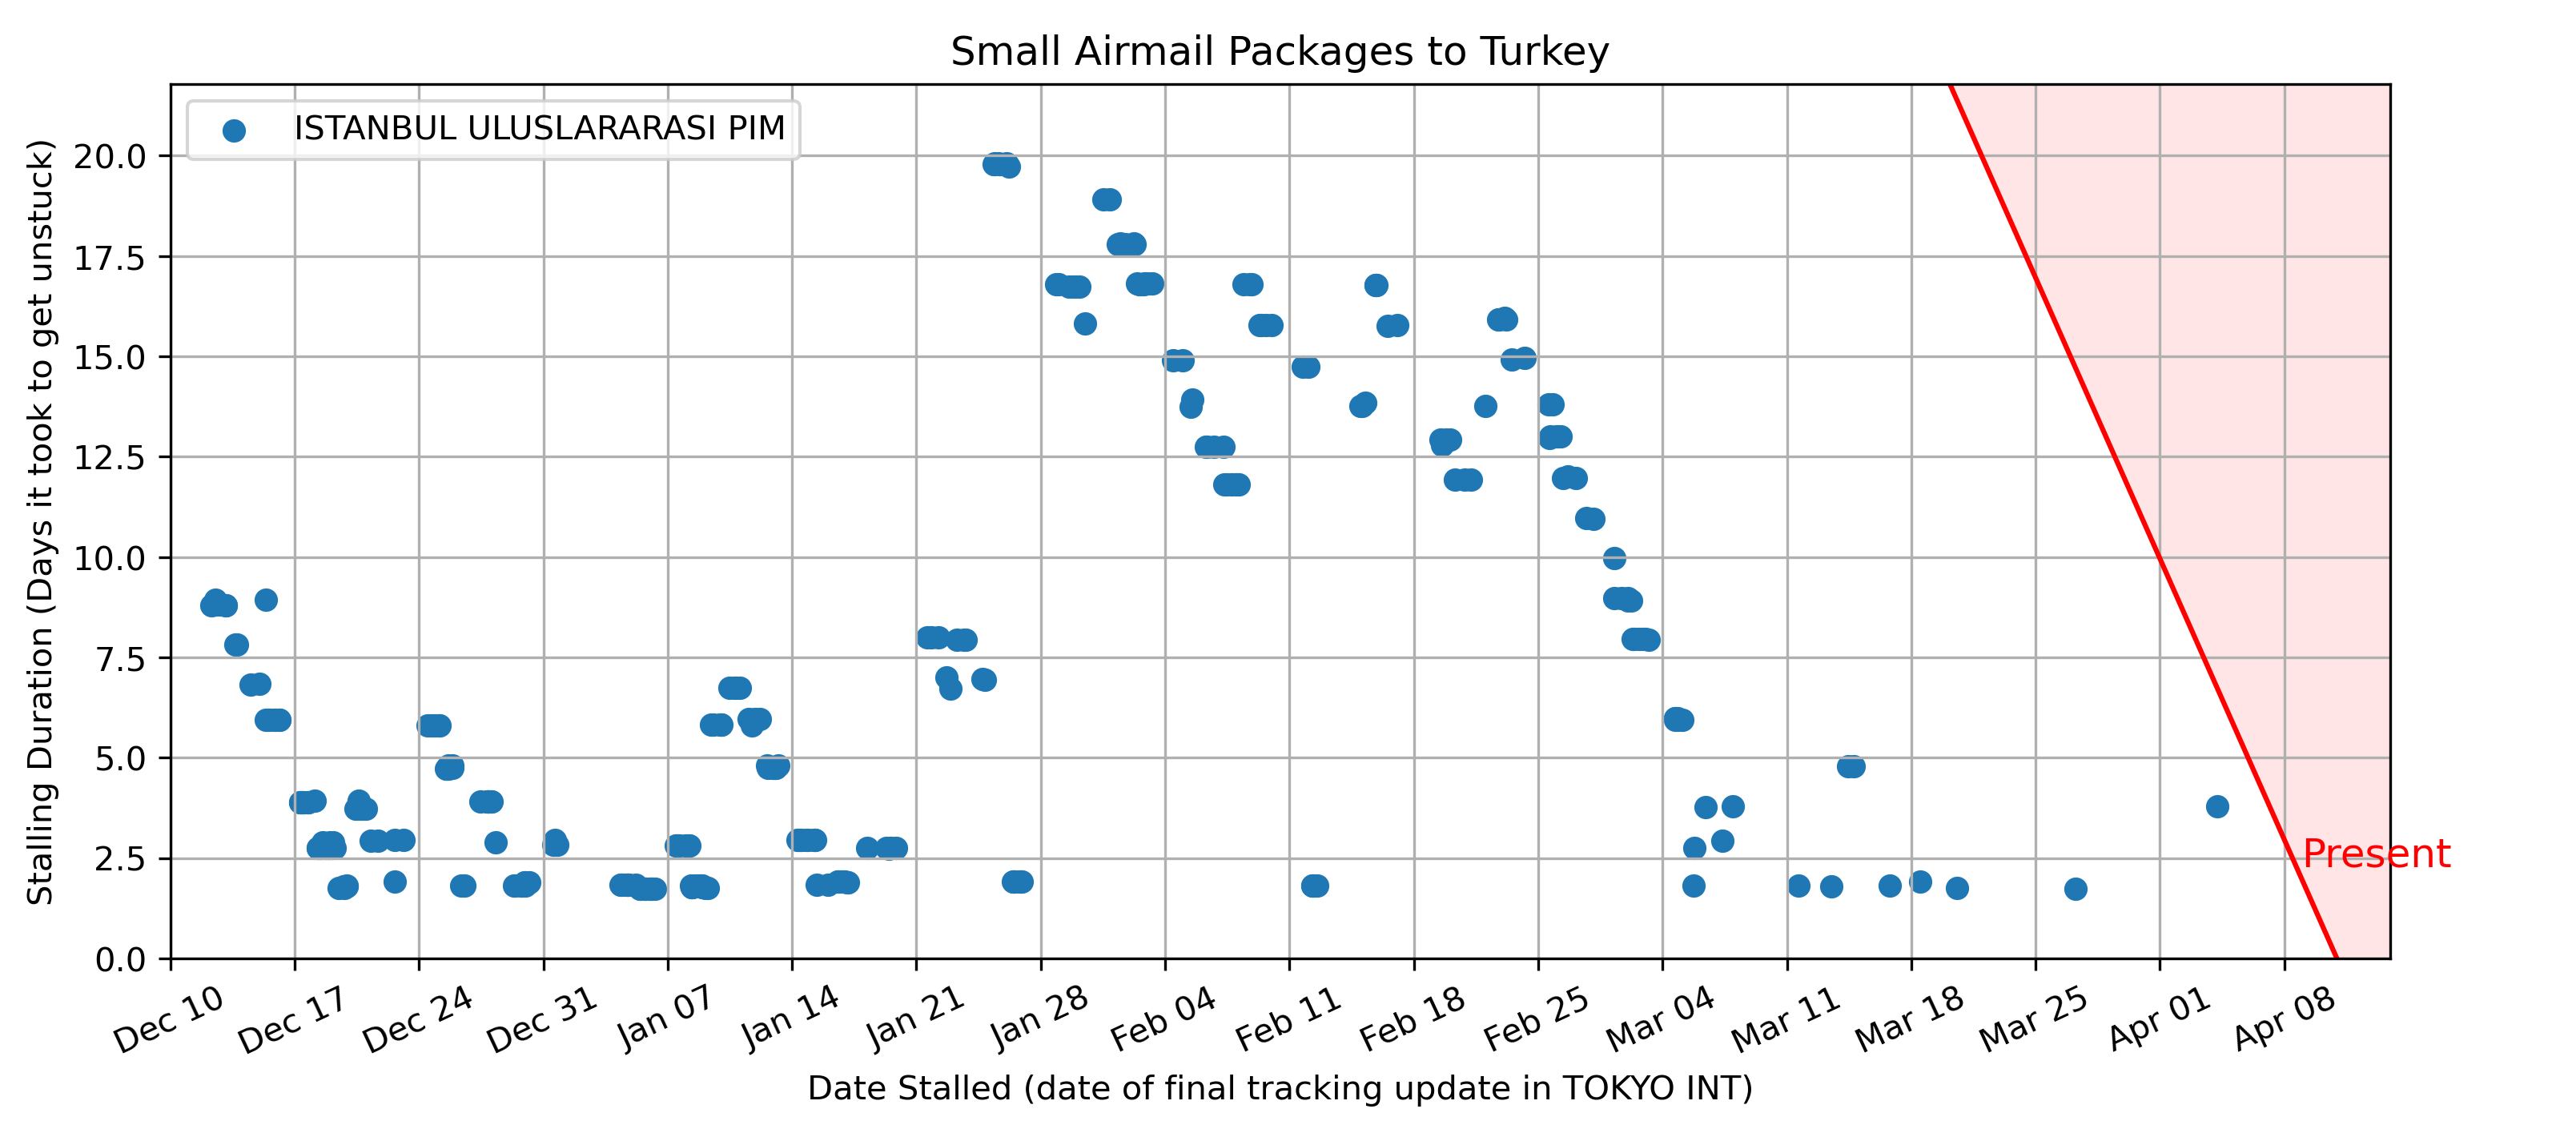 Small Airmail Packages to Turkey
ISTANBUL ULUSLARARASI PIM
Stalling Duration (Days it took to get unstuck)
20.0
17.5
15.0
12.5
10.0
7.5
5.0
2.5
0.0
Present
Dec 10
Dec 17
Dec 24
Dec 31
Jan 07
Jan 14
Jan 21
Jan 28
Feb 04
Feb 11
Feb 18
Feb 25
Mar 04
Mar 11
Mar 18
Mar 25
Apr 01
Apr 08
Date Stalled (date of final tracking update in TOKYO INT)